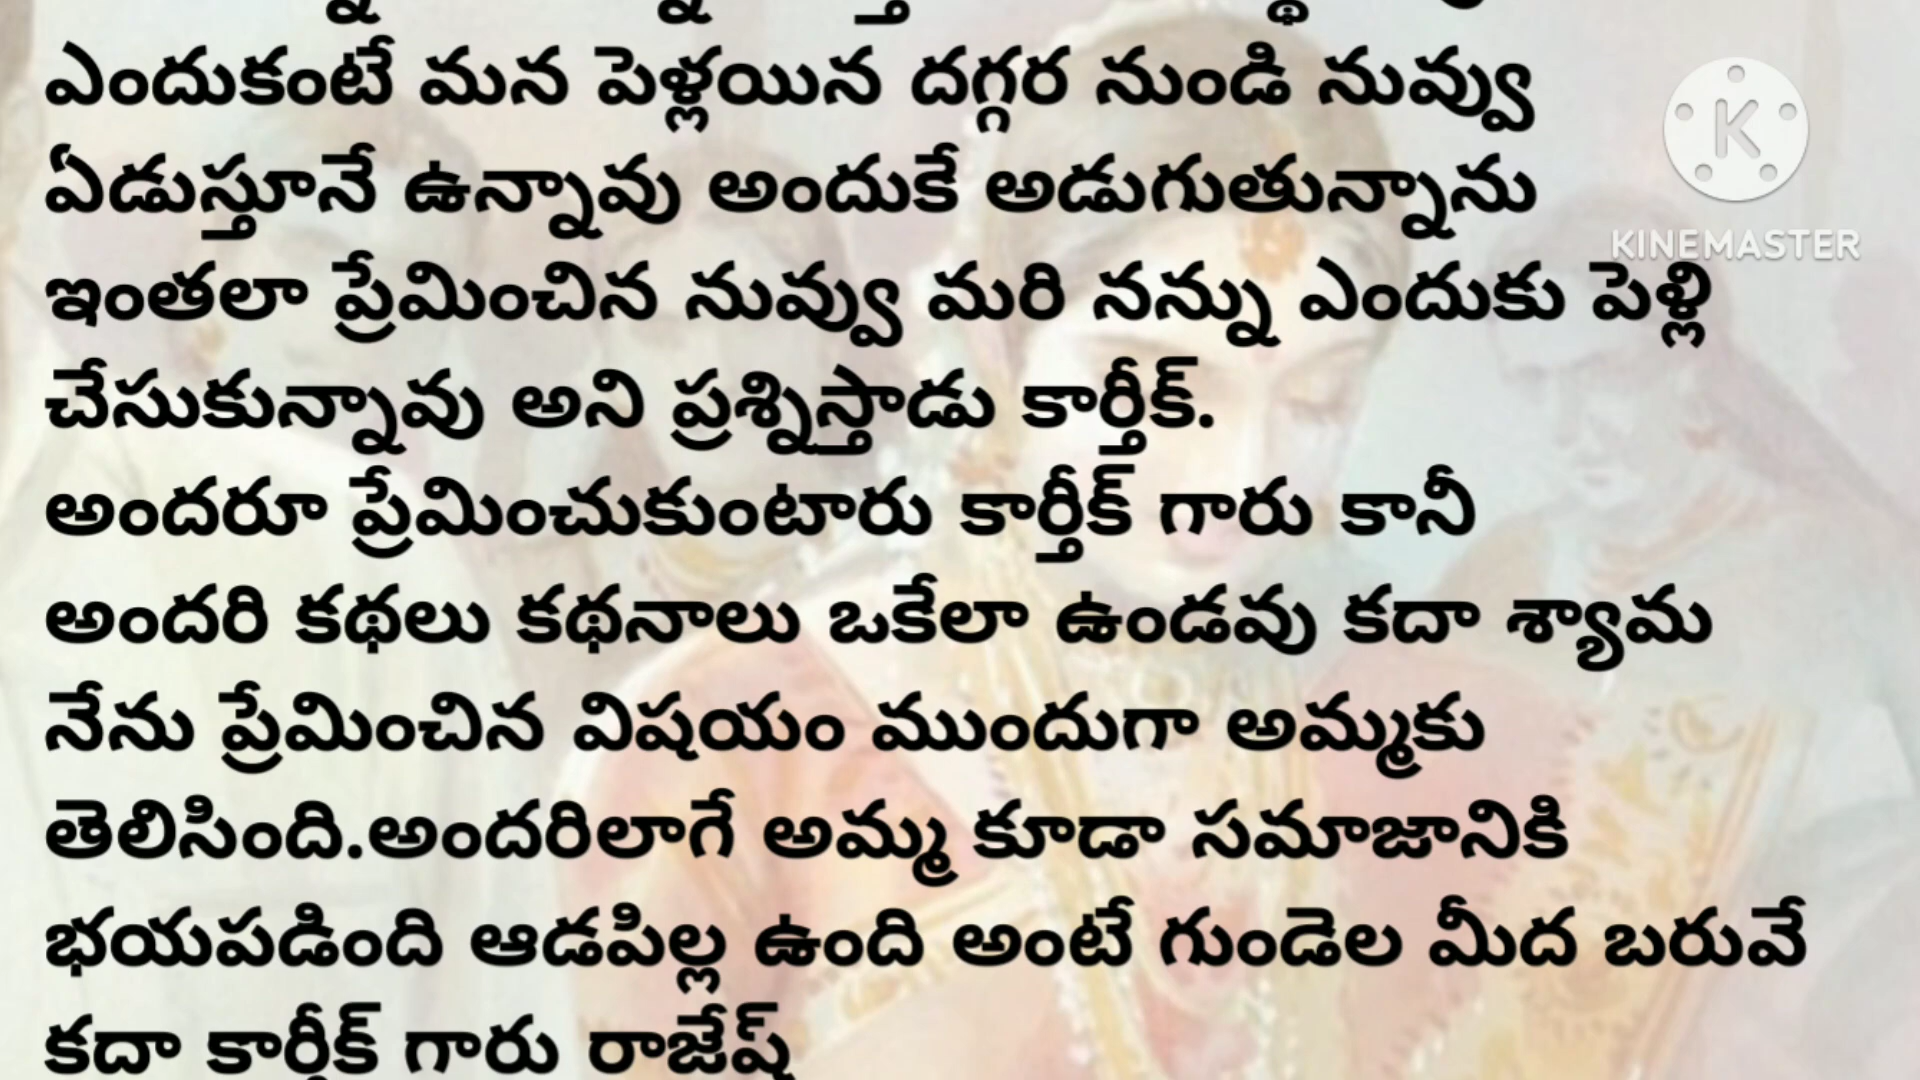 ఎందుకంటే మన పెళ్లయిన దగ్గర నుండి నువ్వు
ఏడుస్తూనే ఉన్నావు అందుకే అడుగుతున్నాను
ఇంతలా ప్రేమించిన నువ్వు మరి నన్ను ఎందుకు పెళ్లి
చేసుకున్నావు అని ప్రశ్నిస్తాడు కార్తీక్.
అందరూ ప్రేమించుకుంటారు కార్తీక్ గారు కానీ
అందరి కథలు కథనాలు ఒకేలా ఉండవు కదా శ్యామ
నేను ప్రేమించిన విషయం ముందుగా అమ్మకు
తెలిసింది.అందరిలాగే అమ్మ కూడా సమాజానికి
భయపడింది ఆడపిల్ల ఉంది అంటే గుండెల మీద బరువే
కదా కార్తీక్ గారు రాజేష్
K
KINEMASTER